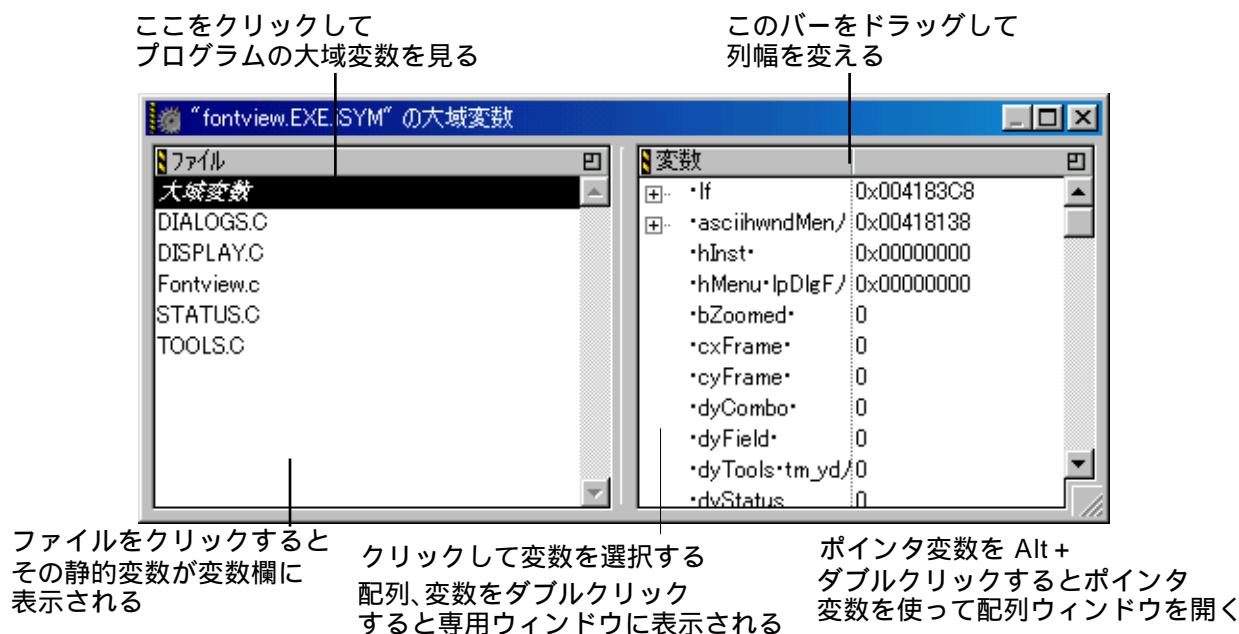 ここをクリックして
プログラムの大域変数を見る
このバーをドラッグして
列幅を変える
“fontview.EXE.iSYM” の大域変数
ファイル
大域変数
DIALOGS.C
DISPLAY.C
Fontview.c
STATUS.C
TOOLS.C
変数
・lf 0x004183C8
・asciihwndMen/ 0x00418138
・hInst・ 0x00000000
・hMenu・lpDlgF/ 0x00000000
・bZoomed・ 0
・cxFrame・ 0
・cyFrame・ 0
・dyCombo・ 0
・dyField・ 0
・dyTools・tm_yd/ 0
・dyStatus 0
ファイルをクリックすると
その静的変数が変数欄に
表示される
クリックして変数を選択する
配列、変数をダブルクリック
すると専用ウィンドウに表示される
ポインタ変数を Alt +
ダブルクリックするとポインタ
変数を使って配列ウィンドウを開く